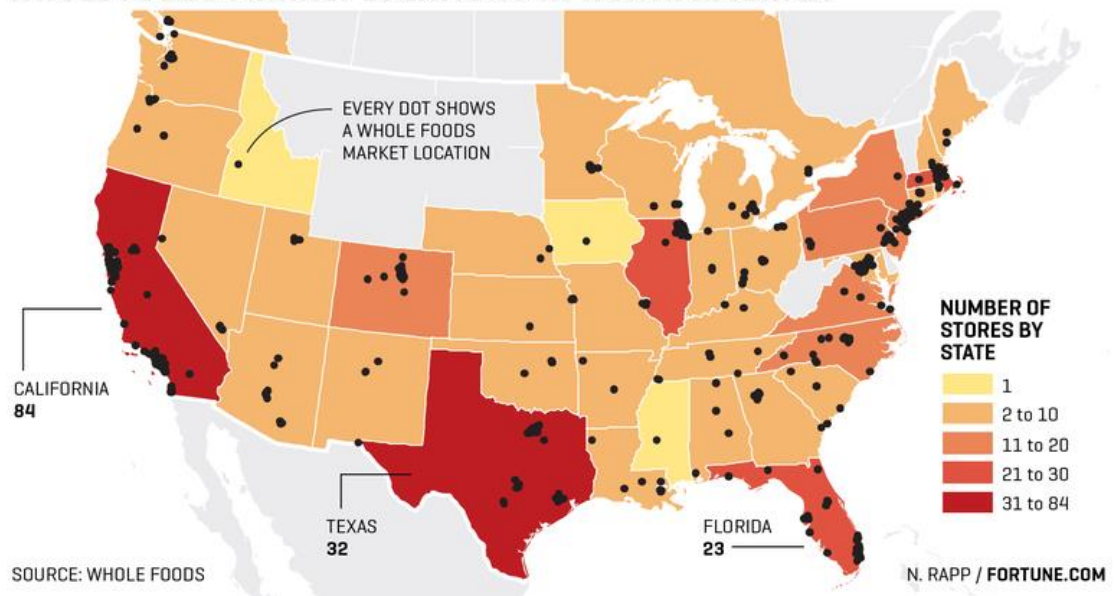 EVERY DOT SHOWS
A WHOLE FOODS
MARKET LOCATION
CALIFORNIA
84
TEXAS
32
FLORIDA
23
NUMBER OF
STORES BY
STATE
1
2 to 10
11 to 20
21 to 30
31 to 84
SOURCE: WHOLE FOODS
N. RAPP / FORTUNE.COM